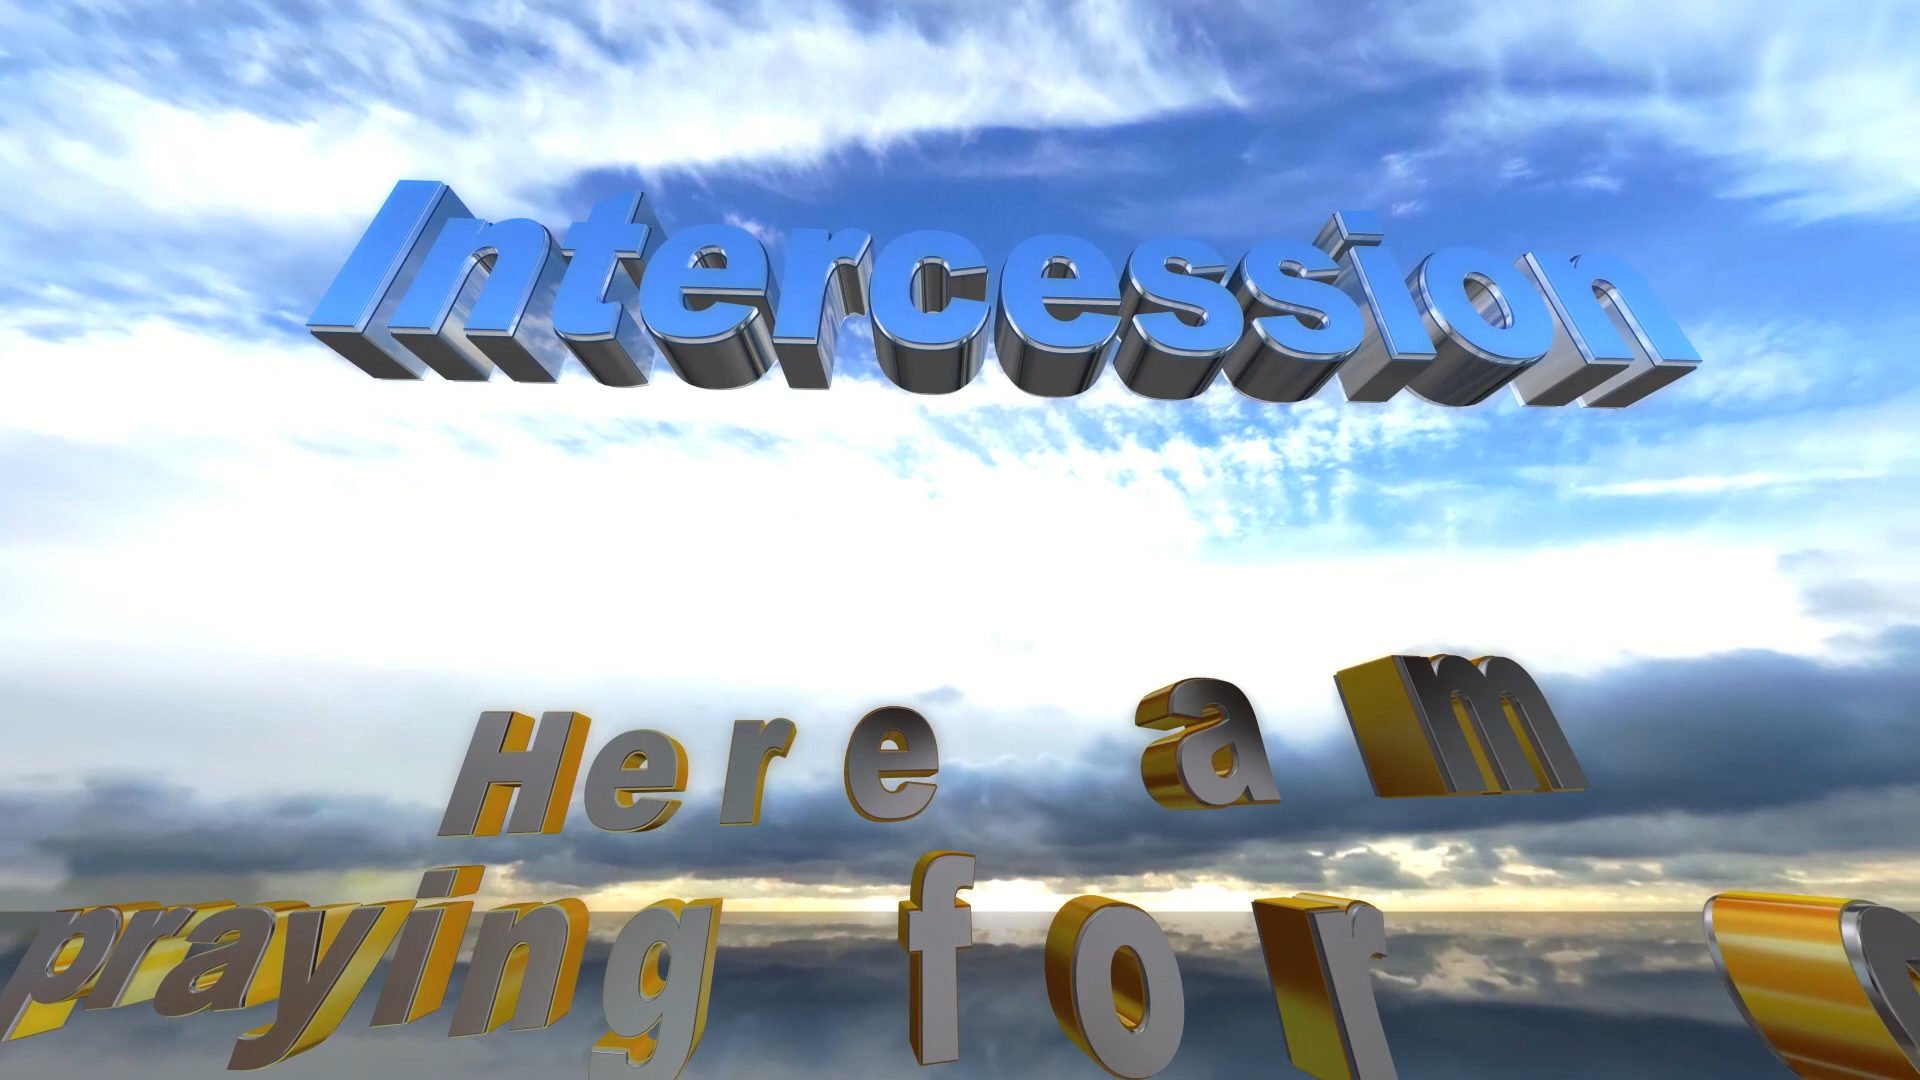 Intercession
Here am
praying for